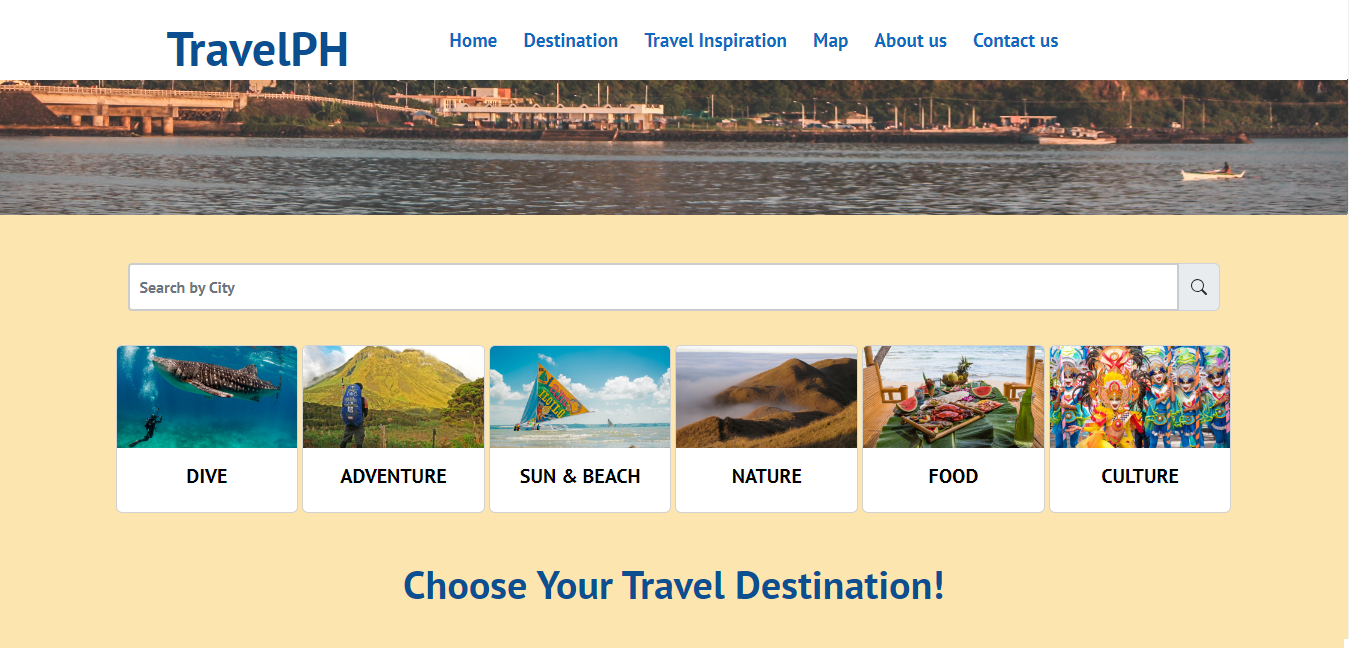 TravelPH
Home Destination Travel Inspiration Map About us Contact us
Search by City
ILOILO
DIVE ADVENTURE SUN & BEACH NATURE FOOD CULTURE
Choose Your Travel Destination!